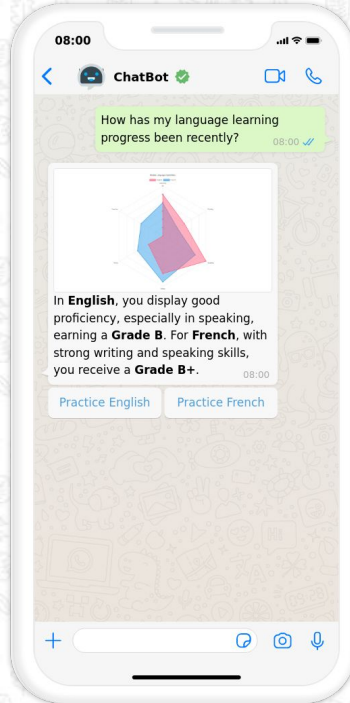 08:00
ChatBot
How has my language learning
progress been recently?
08:00
In English, you display good
proficiency, especially in speaking,
earning a Grade B. For French, with
strong writing and speaking skills,
you receive a Grade B+.
08:00
Practice English
Practice French